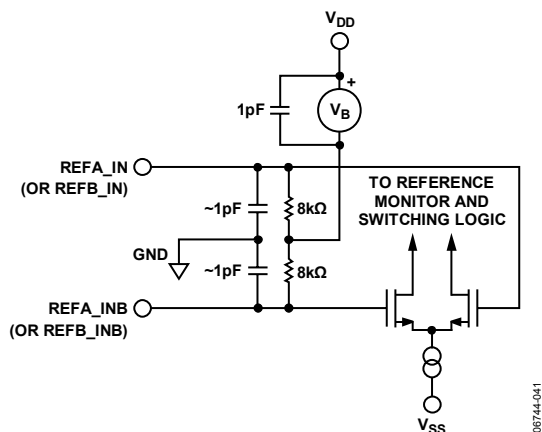 VDD
+
1pF
VB
REFA_IN
(OR REFB_IN)
TO REFERENCE
MONITOR AND
SWITCHING LOGIC
~1pF
8kΩ
GND
~1pF
8kΩ
REFA_INB
(OR REFB_INB)
VSS
06744-041